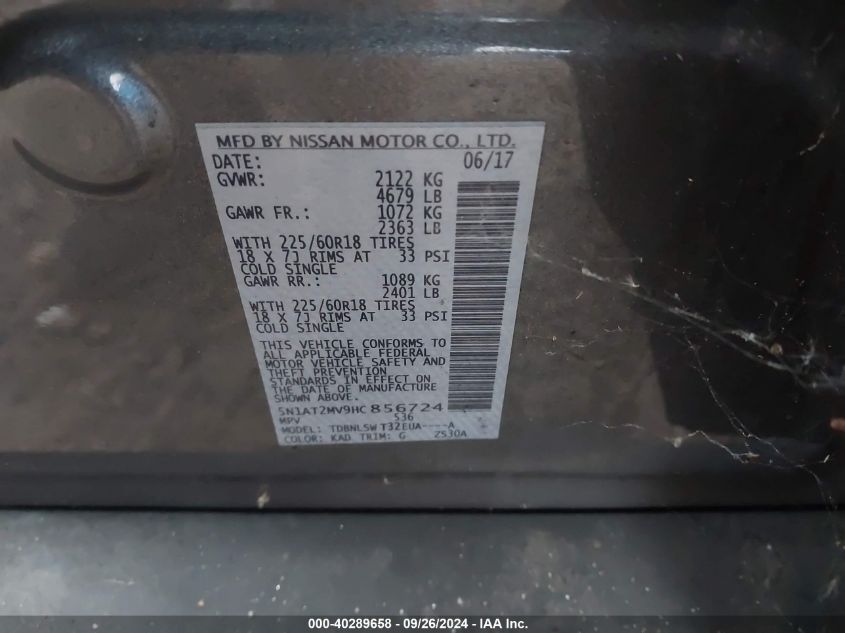 MFD BY NISSAN MOTOR CO., LTD.
DATE: 06/17
GVWR: 2122 KG
4679 LB
GAWR FR.: 1072 KG
2363 LB
WITH 225/60R18 TIRES
18 X 7J RIMS AT 33 PSI
COLD SINGLE
GAWR RR.: 1089 KG
2401 LB
WITH 225/60R18 TIRES
18 X 7J RIMS AT 33 PSI
COLD SINGLE
THIS VEHICLE CONFORMS TO
ALL APPLICABLE FEDERAL
MOTOR VEHICLE SAFETY AND
THEFT PREVENTION
STANDARDS IN EFFECT ON
THE DATE OF MANUFACTURE
SHOWN ABOVE.
5N1AT2MV9HC856724
MPV 536
MODEL: TDBNL5W T32EUA----A
COLOR: KAD TRIM: G Z530A
000-40289658 - 09/26/2024 - IAA Inc.